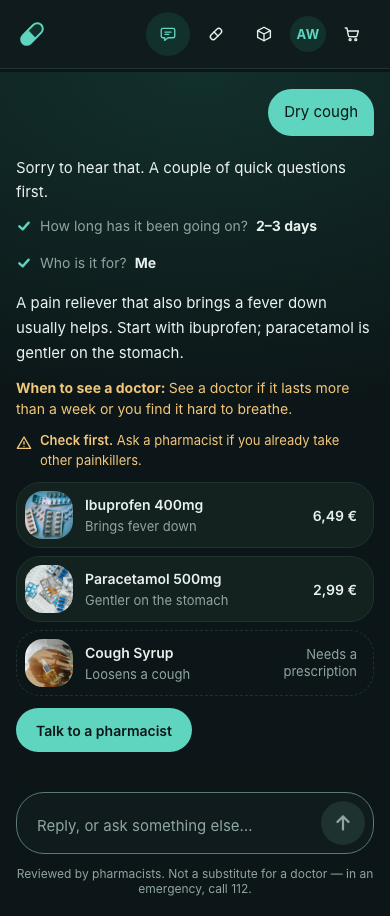 AW
Dry cough
Sorry to hear that. A couple of quick questions
first.
How long has it been going on? 2–3 days
Who is it for? Me
A pain reliever that also brings a fever down
usually helps. Start with ibuprofen; paracetamol is
gentler on the stomach.
When to see a doctor: See a doctor if it lasts more
than a week or you find it hard to breathe.
Check first. Ask a pharmacist if you already take
other painkillers.
Ibuprofen 400mg
Brings fever down
6,49 €
Paracetamol 500mg
Gentler on the stomach
2,99 €
Cough Syrup
Loosens a cough
Needs a
prescription
Talk to a pharmacist
Reply, or ask something else...
Reviewed by pharmacists. Not a substitute for a doctor — in an
emergency, call 112.